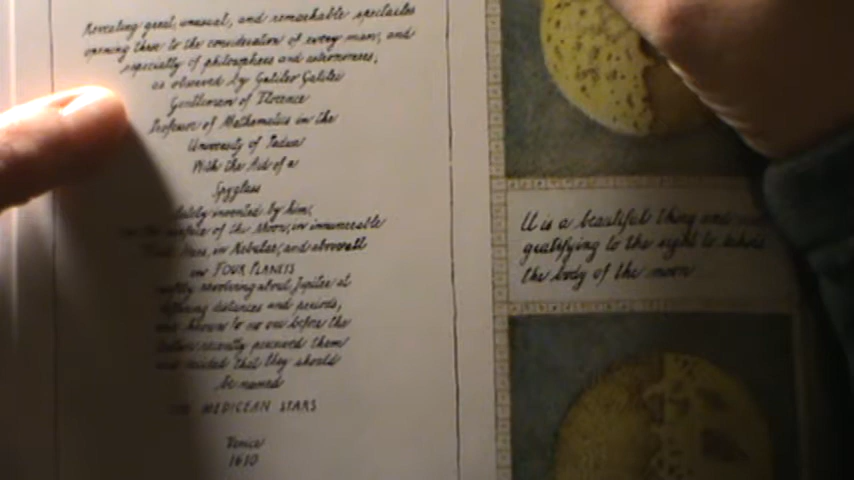 Revealing great, unusual, and remarkable spectacles
opening these to the consideration of every man, and
especially of philosophers and astronomers,
as observed by Galileo Galilei
Gentleman of Florence
Professor of Mathematics in the
University of Padua
With the Aid of a
Spyglass
lately invented by him,
surface of the Moon, in innumerable
Stars, in Nebulae, and above all
in FOUR PLANETS
swiftly revolving about Jupiter at
differing distances and periods,
and known to no one before the
Author recently perceived them
and decided that they should
be named
THE MEDICEAN STARS
Venice
1610
It is a beautiful thing and
gratifying to the sight to behold
the body of the moon